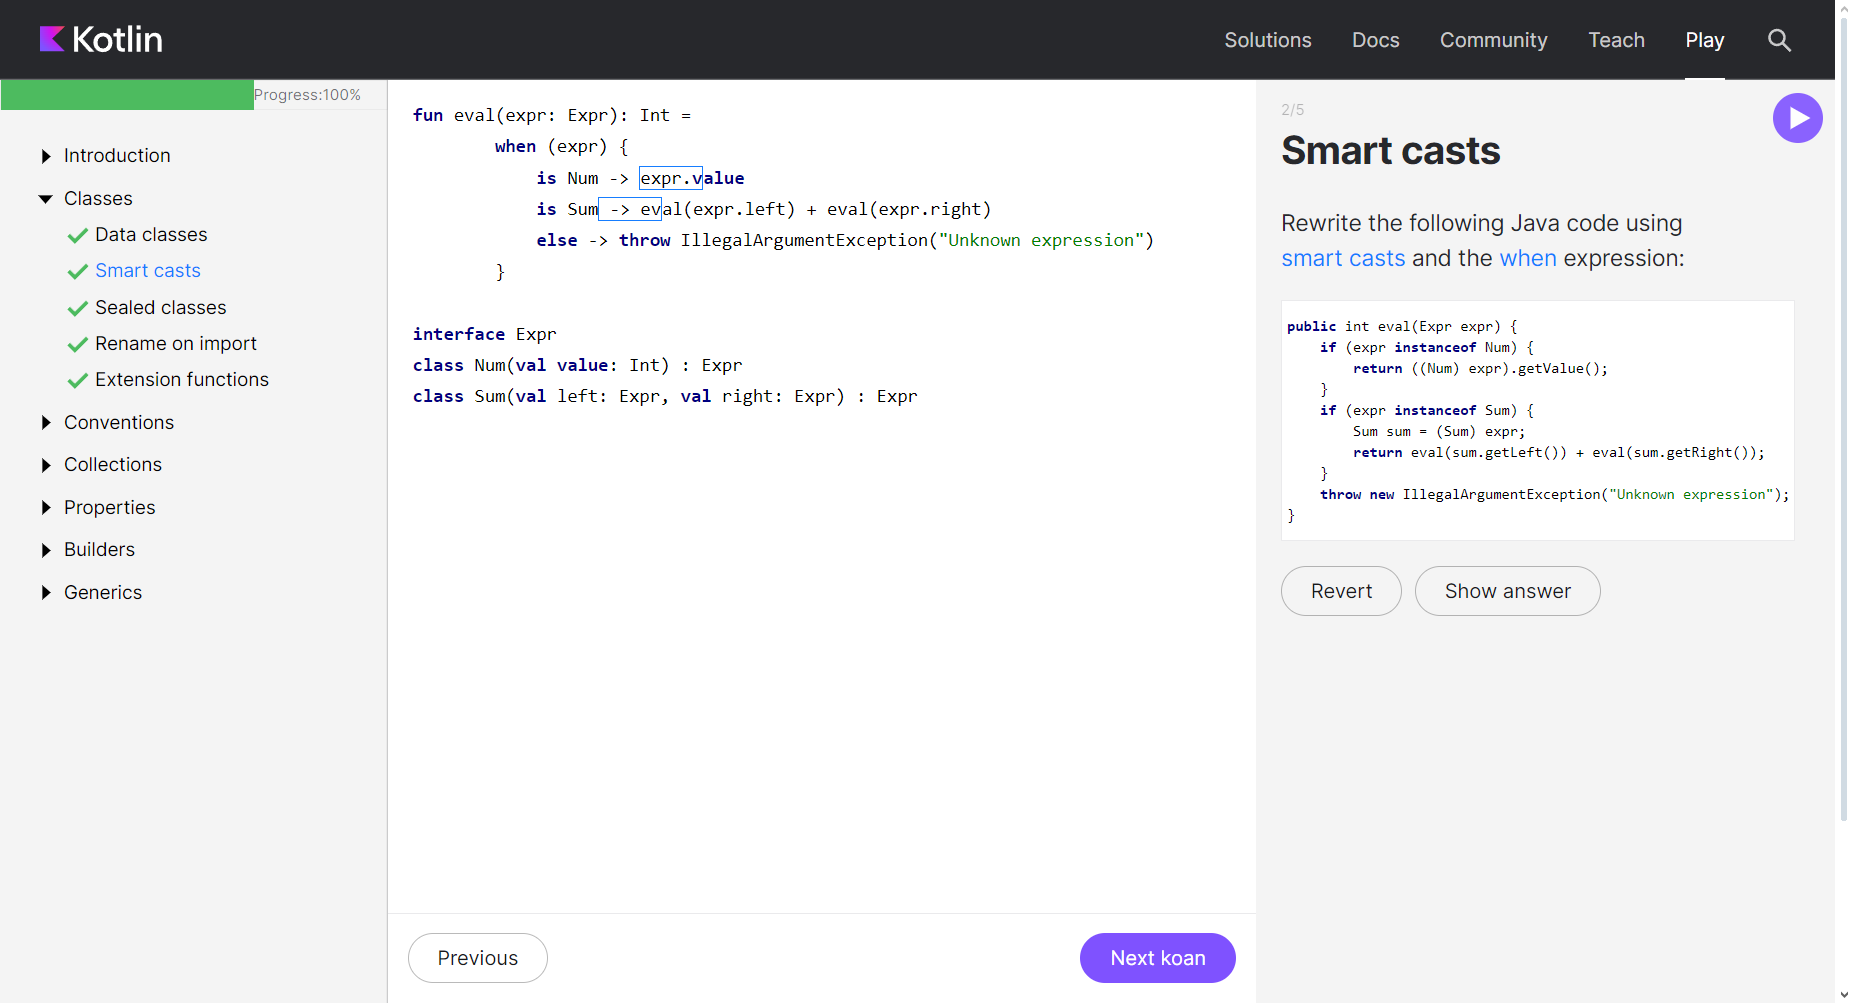 Kotlin
Solutions Docs Community Teach Play
Progress:100%
Introduction
Classes
Data classes
Smart casts
Sealed classes
Rename on import
Extension functions
Conventions
Collections
Properties
Builders
Generics
fun eval(expr: Expr): Int =
when (expr) {
is Num -> expr.value
is Sum -> eval(expr.left) + eval(expr.right)
else -> throw IllegalArgumentException("Unknown expression")
}
interface Expr
class Num(val value: Int) : Expr
class Sum(val left: Expr, val right: Expr) : Expr
Previous
Next koan
2/5
Smart casts
Rewrite the following Java code using
smart casts and the when expression:
public int eval(Expr expr) {
if (expr instanceof Num) {
return ((Num) expr).getValue();
}
if (expr instanceof Sum) {
Sum sum = (Sum) expr;
return eval(sum.getLeft()) + eval(sum.getRight());
}
throw new IllegalArgumentException("Unknown expression");
}
Revert
Show answer